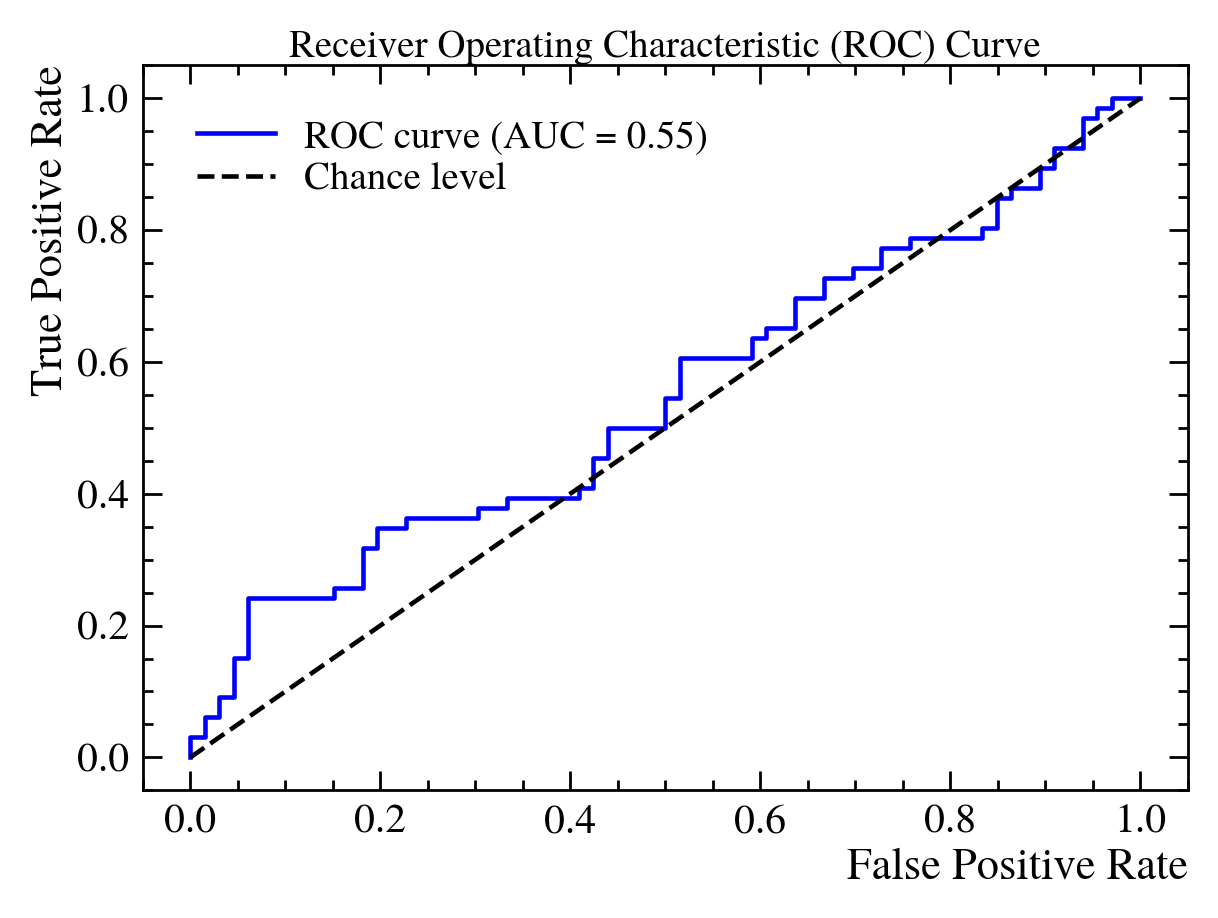 Receiver Operating Characteristic (ROC) Curve
True Positive Rate
1.0
0.8
0.6
0.4
0.2
0.0
ROC curve (AUC = 0.55)
Chance level
0.0 0.2 0.4 0.6 0.8 1.0
False Positive Rate